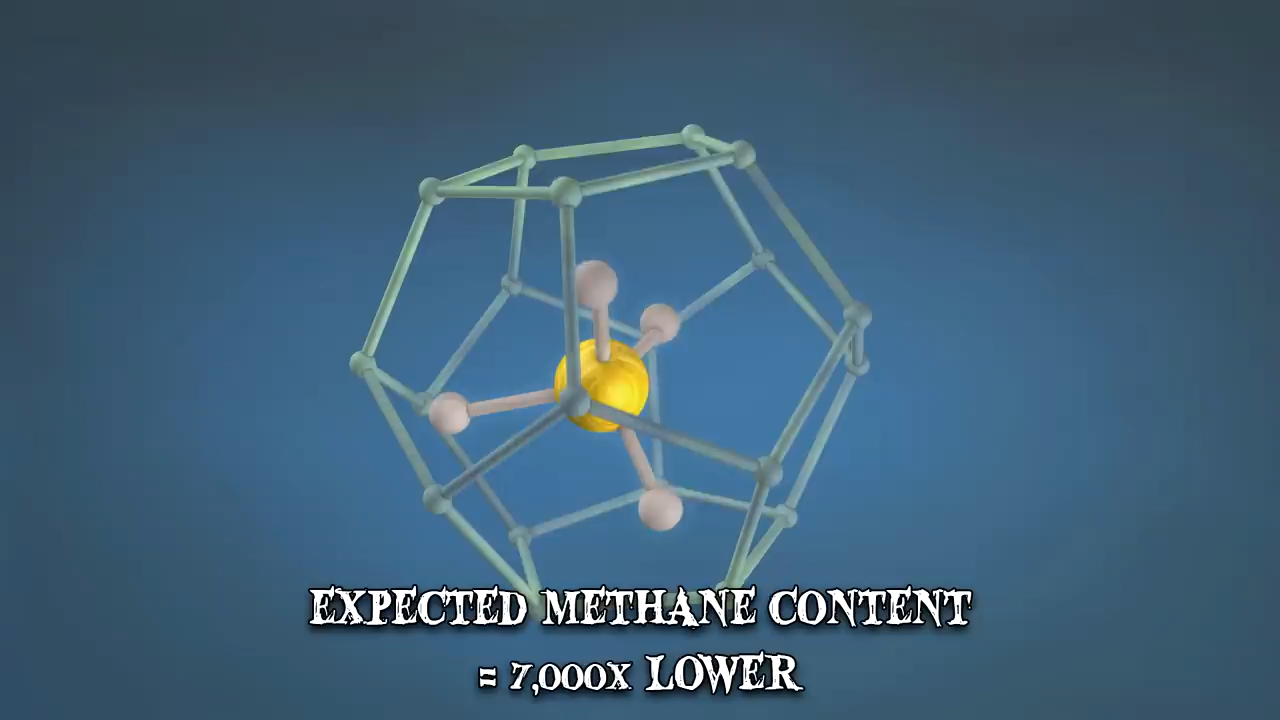 EXPECTED METHANE CONTENT
= 7,000X LOWER